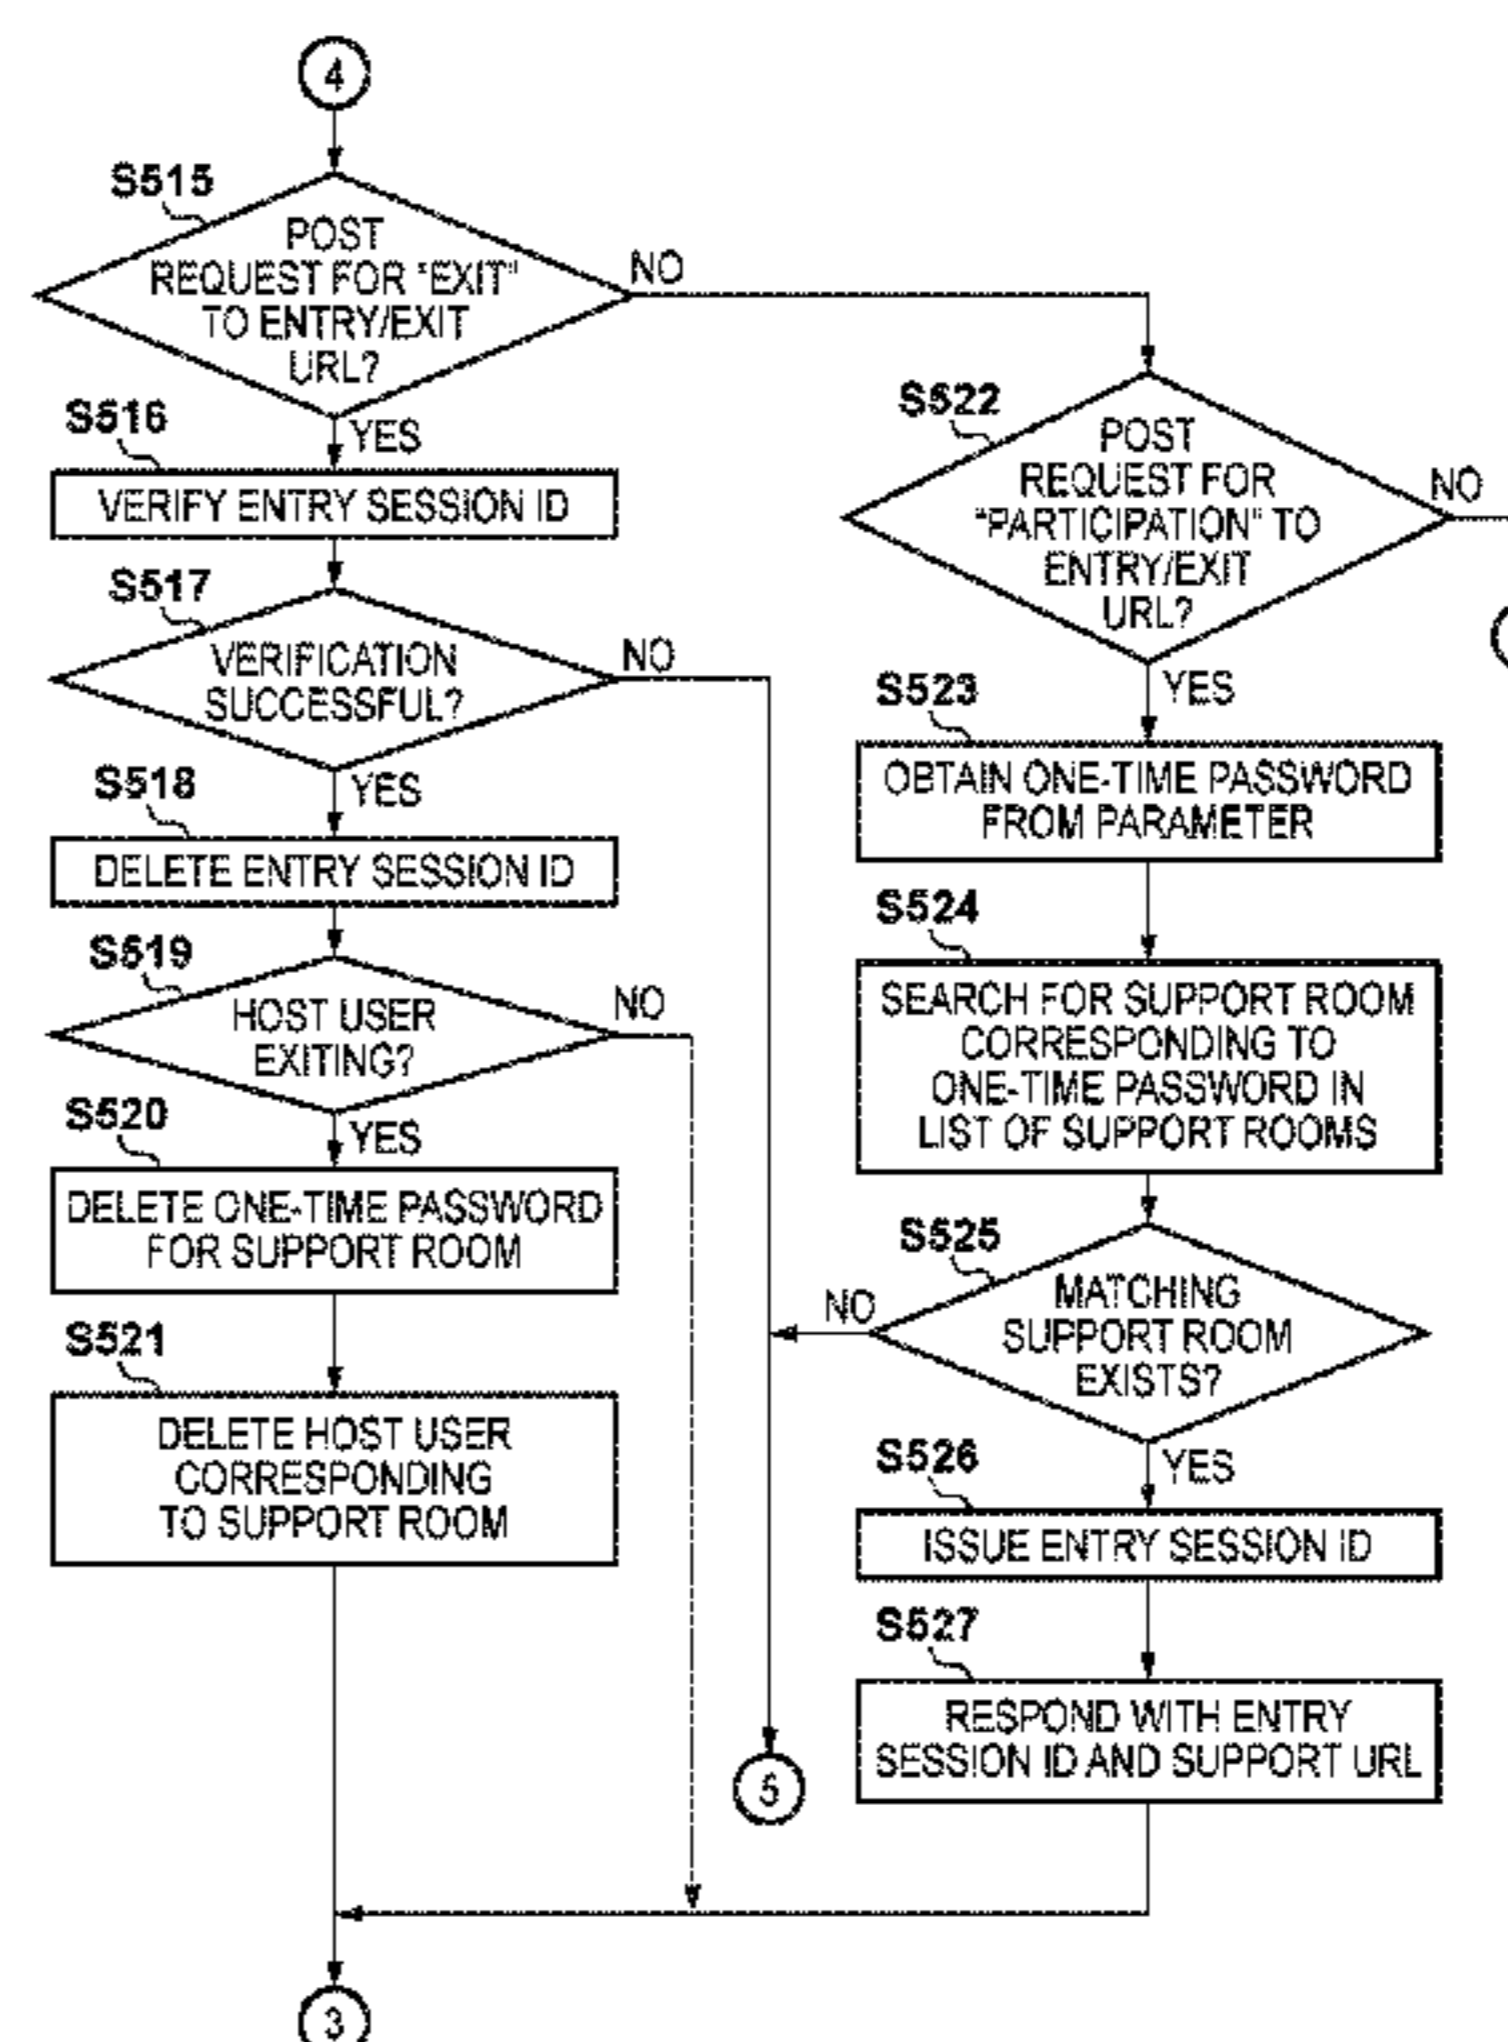 4
S515
POST
REQUEST FOR "EXIT"
TO ENTRY/EXIT
URL?
NO
YES
S516
VERIFY ENTRY SESSION ID
S517
VERIFICATION
SUCCESSFUL?
NO
YES
S518
DELETE ENTRY SESSION ID
S519
HOST USER
EXITING?
NO
YES
S520
DELETE ONE-TIME PASSWORD
FOR SUPPORT ROOM
S521
DELETE HOST USER
CORRESPONDING
TO SUPPORT ROOM
S522
POST
REQUEST FOR
"PARTICIPATION" TO
ENTRY/EXIT
URL?
NO
YES
S523
OBTAIN ONE-TIME PASSWORD
FROM PARAMETER
S524
SEARCH FOR SUPPORT ROOM
CORRESPONDING TO
ONE-TIME PASSWORD IN
LIST OF SUPPORT ROOMS
S525
MATCHING
SUPPORT ROOM
EXISTS?
NO
YES
S526
ISSUE ENTRY SESSION ID
S527
RESPOND WITH ENTRY
SESSION ID AND SUPPORT URL
5
3